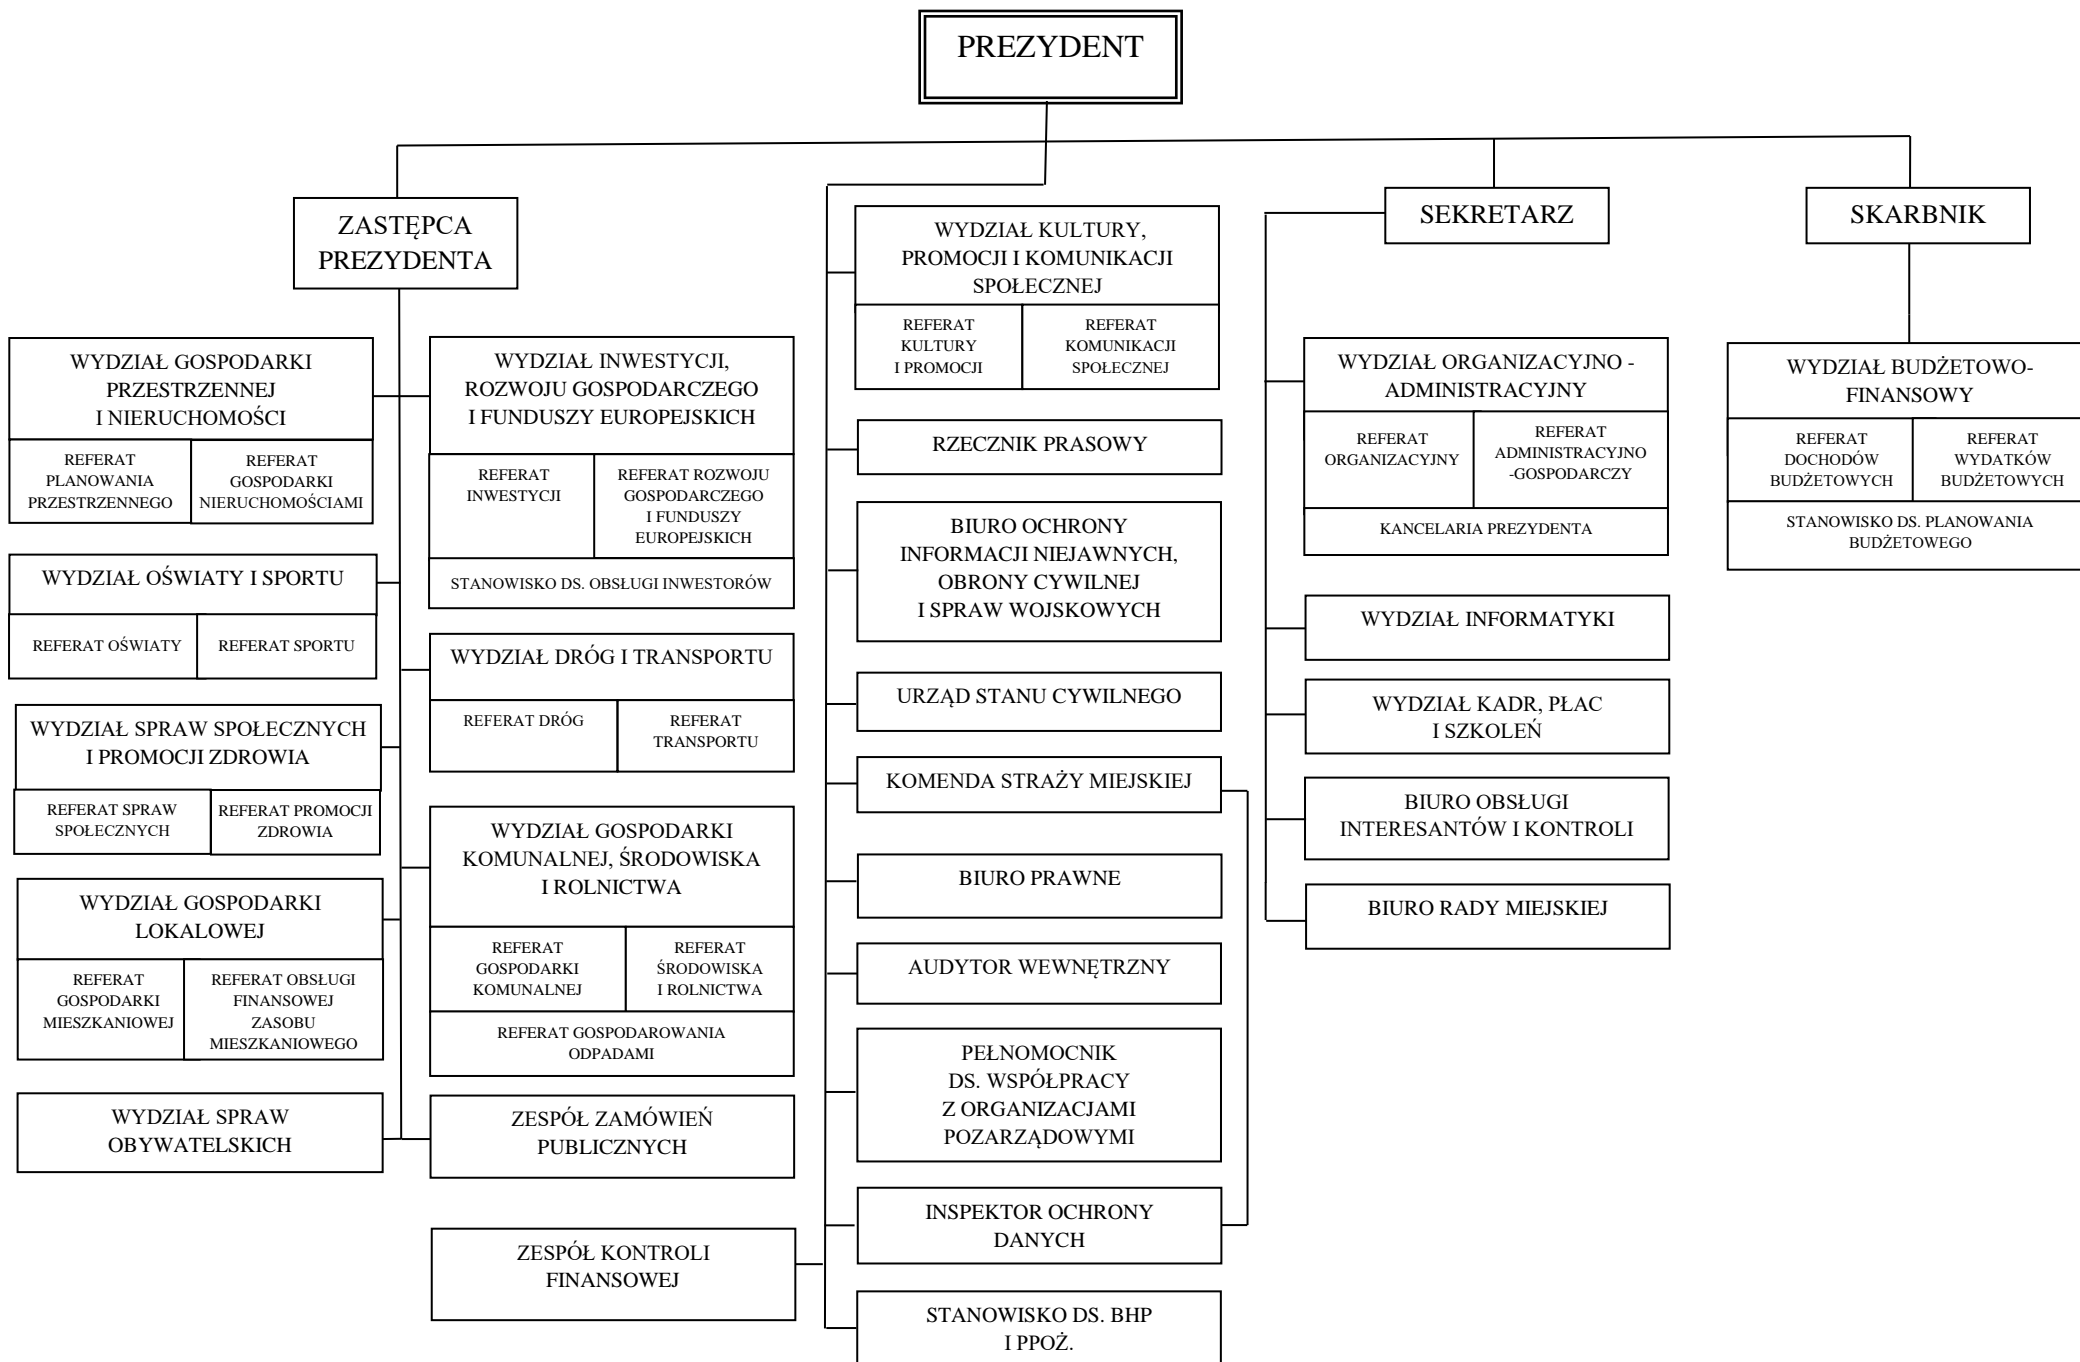 PREZYDENT
ZASTĘPCA
PREZYDENTA
WYDZIAŁ GOSPODARKI
PRZESTRZENNEJ
I NIERUCHOMOŚCI
REFERAT
PLANOWANIA
PRZESTRZENNEGO
REFERAT
GOSPODARKI
NIERUCHOMOŚCIAMI
WYDZIAŁ OŚWIATY I SPORTU
REFERAT OŚWIATY
REFERAT SPORTU
WYDZIAŁ SPRAW SPOŁECZNYCH
I PROMOCJI ZDROWIA
REFERAT SPRAW
SPOŁECZNYCH
REFERAT PROMOCJI
ZDROWIA
WYDZIAŁ GOSPODARKI
LOKALOWEJ
REFERAT
GOSPODARKI
MIESZKANIOWEJ
REFERAT OBSŁUGI
FINANSOWEJ
ZASOBU
MIESZKANIOWEGO
WYDZIAŁ SPRAW
OBYWATELSKICH
WYDZIAŁ INWESTYCJI,
ROZWOJU GOSPODARCZEGO
I FUNDUSZY EUROPEJSKICH
REFERAT
INWESTYCJI
REFERAT ROZWOJU
GOSPODARCZEGO
I FUNDUSZY
EUROPEJSKICH
STANOWISKO DS. OBSŁUGI INWESTORÓW
WYDZIAŁ DRÓG I TRANSPORTU
REFERAT DRÓG
REFERAT
TRANSPORTU
WYDZIAŁ GOSPODARKI
KOMUNALNEJ, ŚRODOWISKA
I ROLNICTWA
REFERAT
GOSPODARKI
KOMUNALNEJ
REFERAT
ŚRODOWISKA
I ROLNICTWA
REFERAT GOSPODAROWANIA
ODPADAMI
ZESPÓŁ ZAMÓWIEŃ
PUBLICZNYCH
ZESPÓŁ KONTROLI
FINANSOWEJ
WYDZIAŁ KULTURY,
PROMOCJI I KOMUNIKACJI
SPOŁECZNEJ
REFERAT
KULTURY
I PROMOCJI
REFERAT
KOMUNIKACJI
SPOŁECZNEJ
RZECZNIK PRASOWY
BIURO OCHRONY
INFORMACJI NIEJAWNYCH,
OBRONY CYWILNEJ
I SPRAW WOJSKOWYCH
URZĄD STANU CYWILNEGO
KOMENDA STRAŻY MIEJSKIEJ
BIURO PRAWNE
AUDYTOR WEWNĘTRZNY
PEŁNOMOCNIK
DS. WSPÓŁPRACY
Z ORGANIZACJAMI
POZARZĄDOWYMI
INSPEKTOR OCHRONY
DANYCH
STANOWISKO DS. BHP
I PPOŻ.
SEKRETARZ
WYDZIAŁ ORGANIZACYJNO -
ADMINISTRACYJNY
REFERAT
ORGANIZACYJNY
REFERAT
ADMINISTRACYJNO
-GOSPODARCZY
KANCELARIA PREZYDENTA
WYDZIAŁ INFORMATYKI
WYDZIAŁ KADR, PŁAC
I SZKOLEŃ
BIURO OBSŁUGI
INTERESANTÓW I KONTROLI
BIURO RADY MIEJSKIEJ
SKARBNIK
WYDZIAŁ BUDŻETOWO-
FINANSOWY
REFERAT
DOCHODÓW
BUDŻETOWYCH
REFERAT
WYDATKÓW
BUDŻETOWYCH
STANOWISKO DS. PLANOWANIA
BUDŻETOWEGO